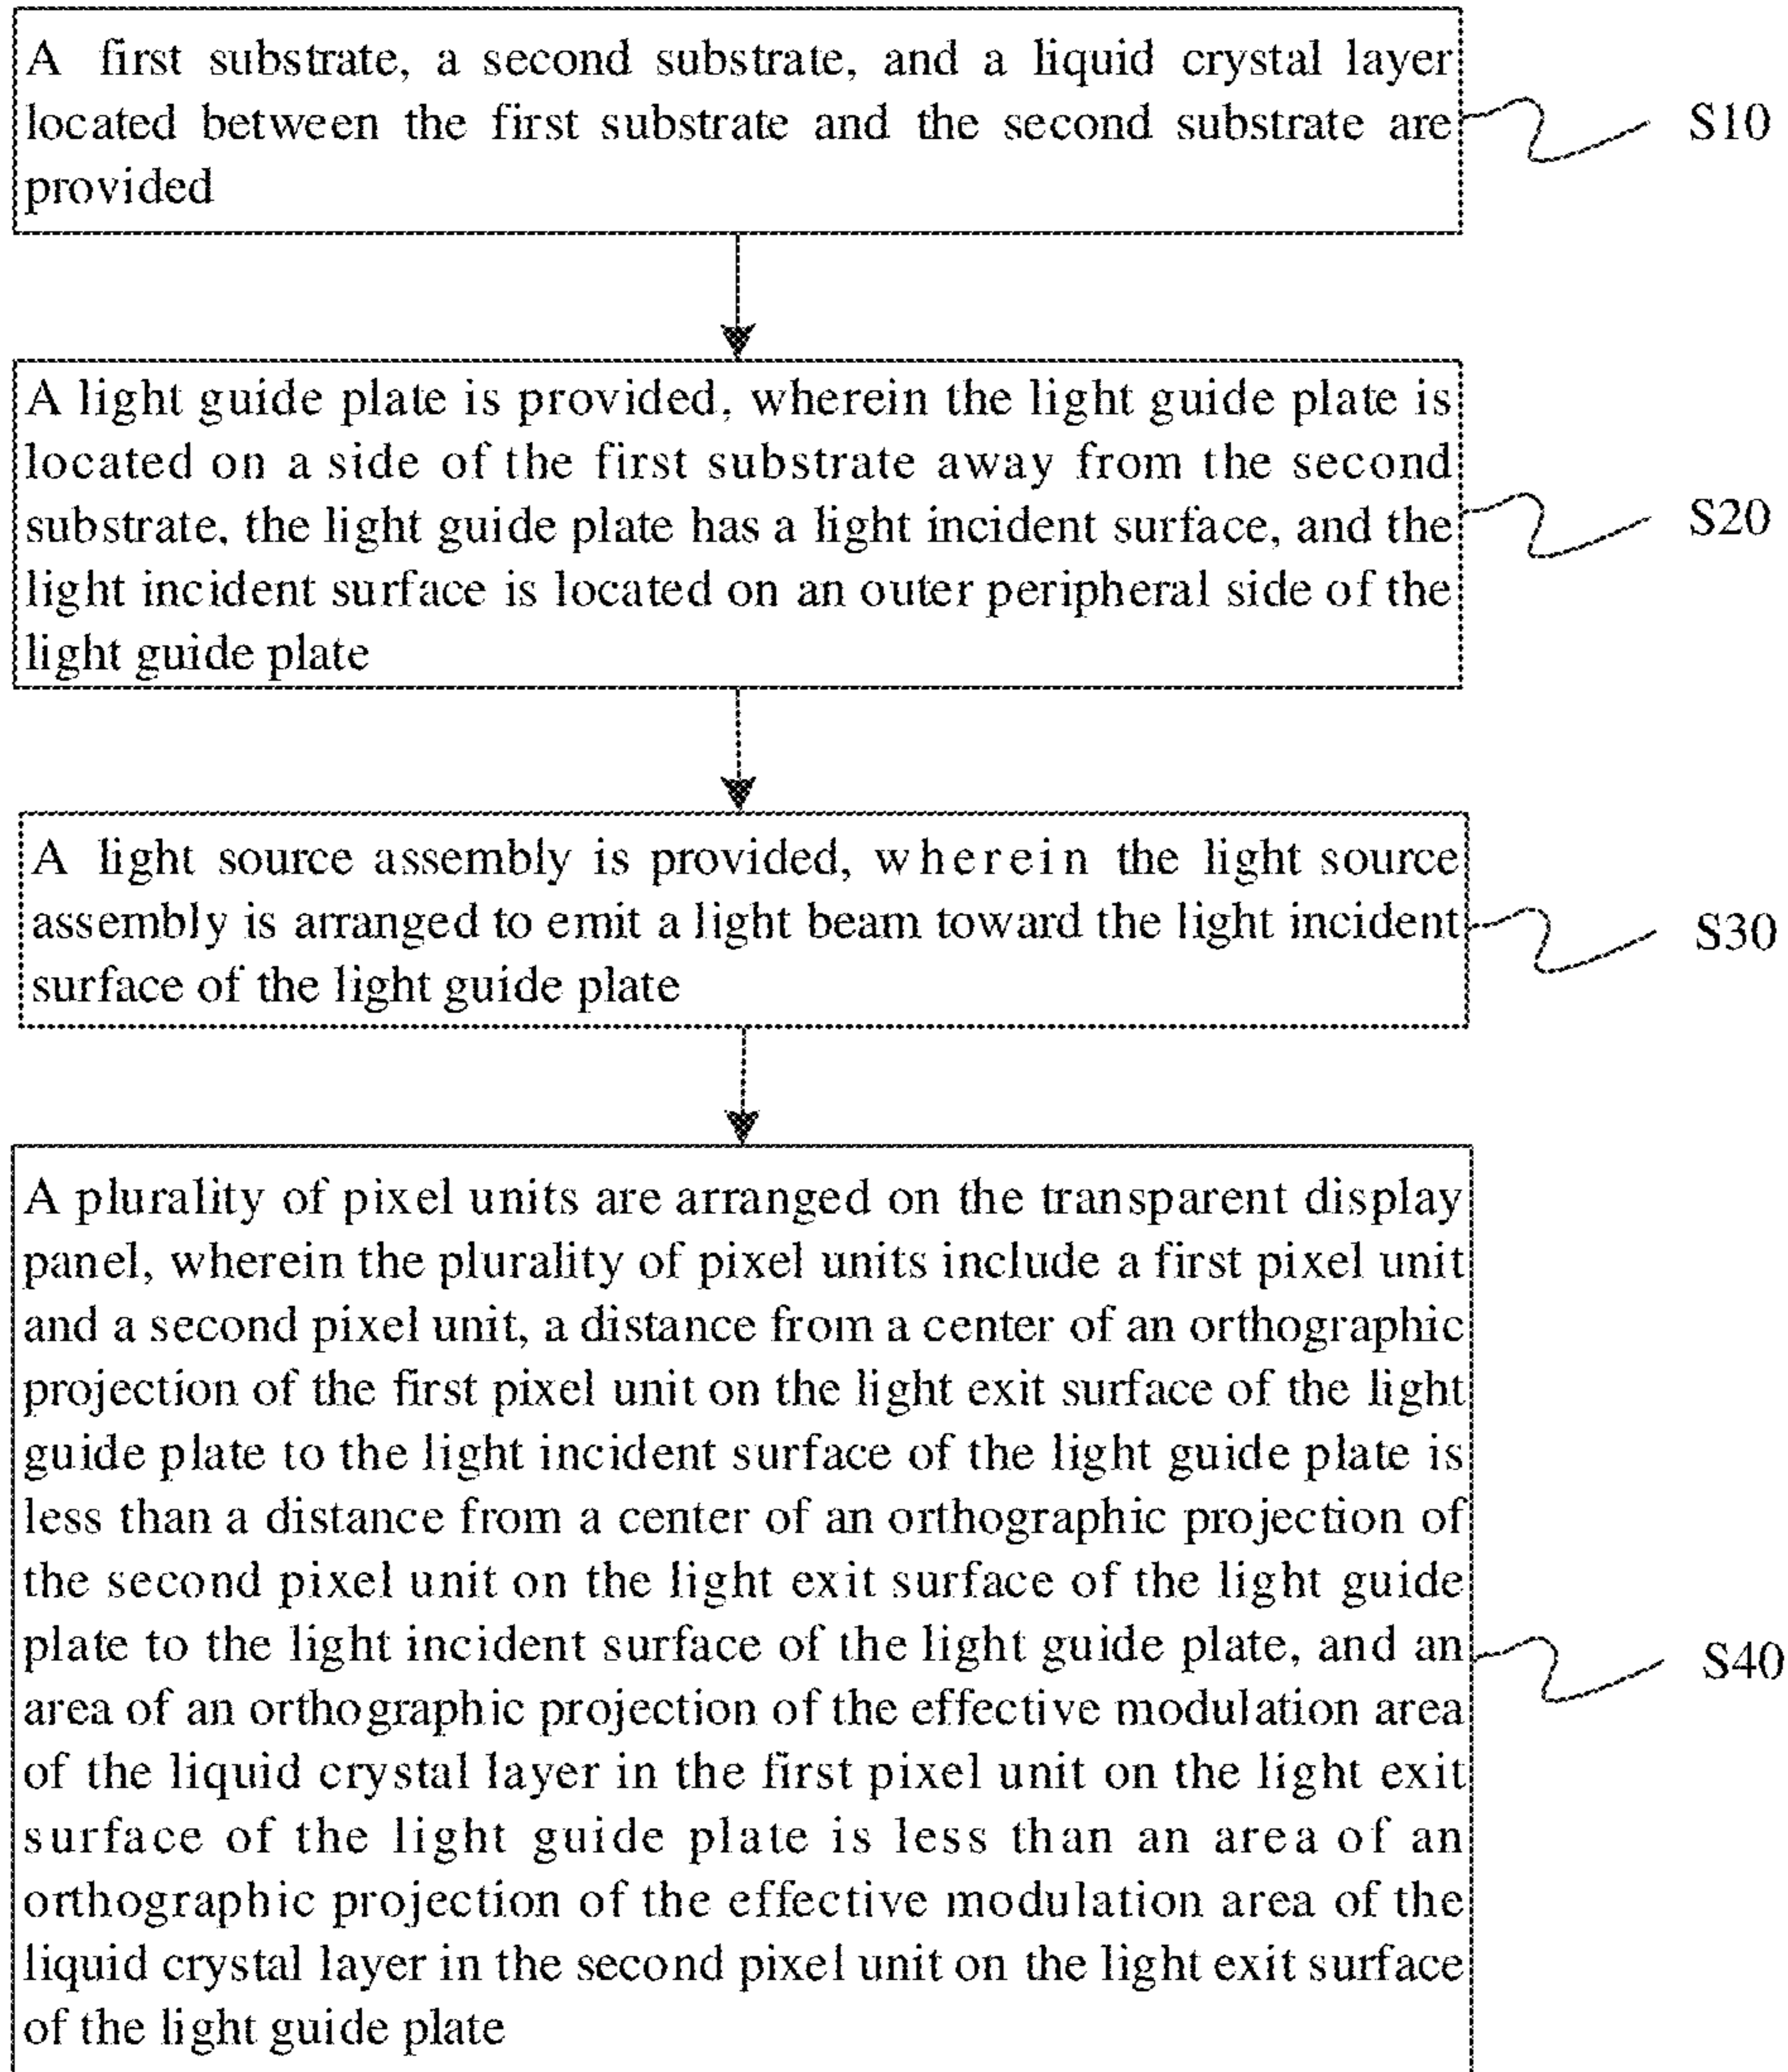 A first substrate, a second substrate, and a liquid crystal layer
located between the first substrate and the second substrate are
provided
S10
A light guide plate is provided, wherein the light guide plate is
located on a side of the first substrate away from the second
substrate, the light guide plate has a light incident surface, and the
light incident surface is located on an outer peripheral side of the
light guide plate
S20
A light source assembly is provided, wherein the light source
assembly is arranged to emit a light beam toward the light incident
surface of the light guide plate
S30
A plurality of pixel units are arranged on the transparent display
panel, wherein the plurality of pixel units include a first pixel unit
and a second pixel unit, a distance from a center of an orthographic
projection of the first pixel unit on the light exit surface of the light
guide plate to the light incident surface of the light guide plate is
less than a distance from a center of an orthographic projection of
the second pixel unit on the light exit surface of the light guide
plate to the light incident surface of the light guide plate, and an
area of an orthographic projection of the effective modulation area
of the liquid crystal layer in the first pixel unit on the light exit
surface of the light guide plate is less than an area of an
orthographic projection of the effective modulation area of the
liquid crystal layer in the second pixel unit on the light exit surface
of the light guide plate
S40